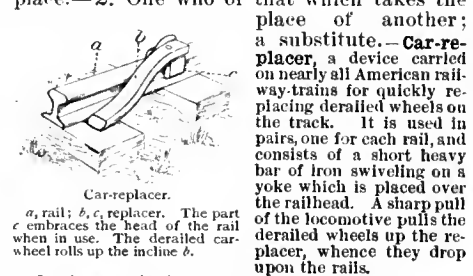 place.—2. One who or that which takes the
place of another;
a substitute.—Car-re-
placer, a device carried
on nearly all American rail-
way-trains for quickly re-
placing derailed wheels on
the track. It is used in
pairs, one for each rail, and
consists of a short heavy
bar of iron swiveling on a
yoke which is placed over
the railhead. A sharp pull
of the locomotive pulls the
derailed wheels up the re-
placer, whence they drop
upon the rails.
a
b
c
Car-replacer.
a, rail; b, c, replacer. The part
c embraces the head of the rail
when in use. The derailed car-
wheel rolls up the incline b.